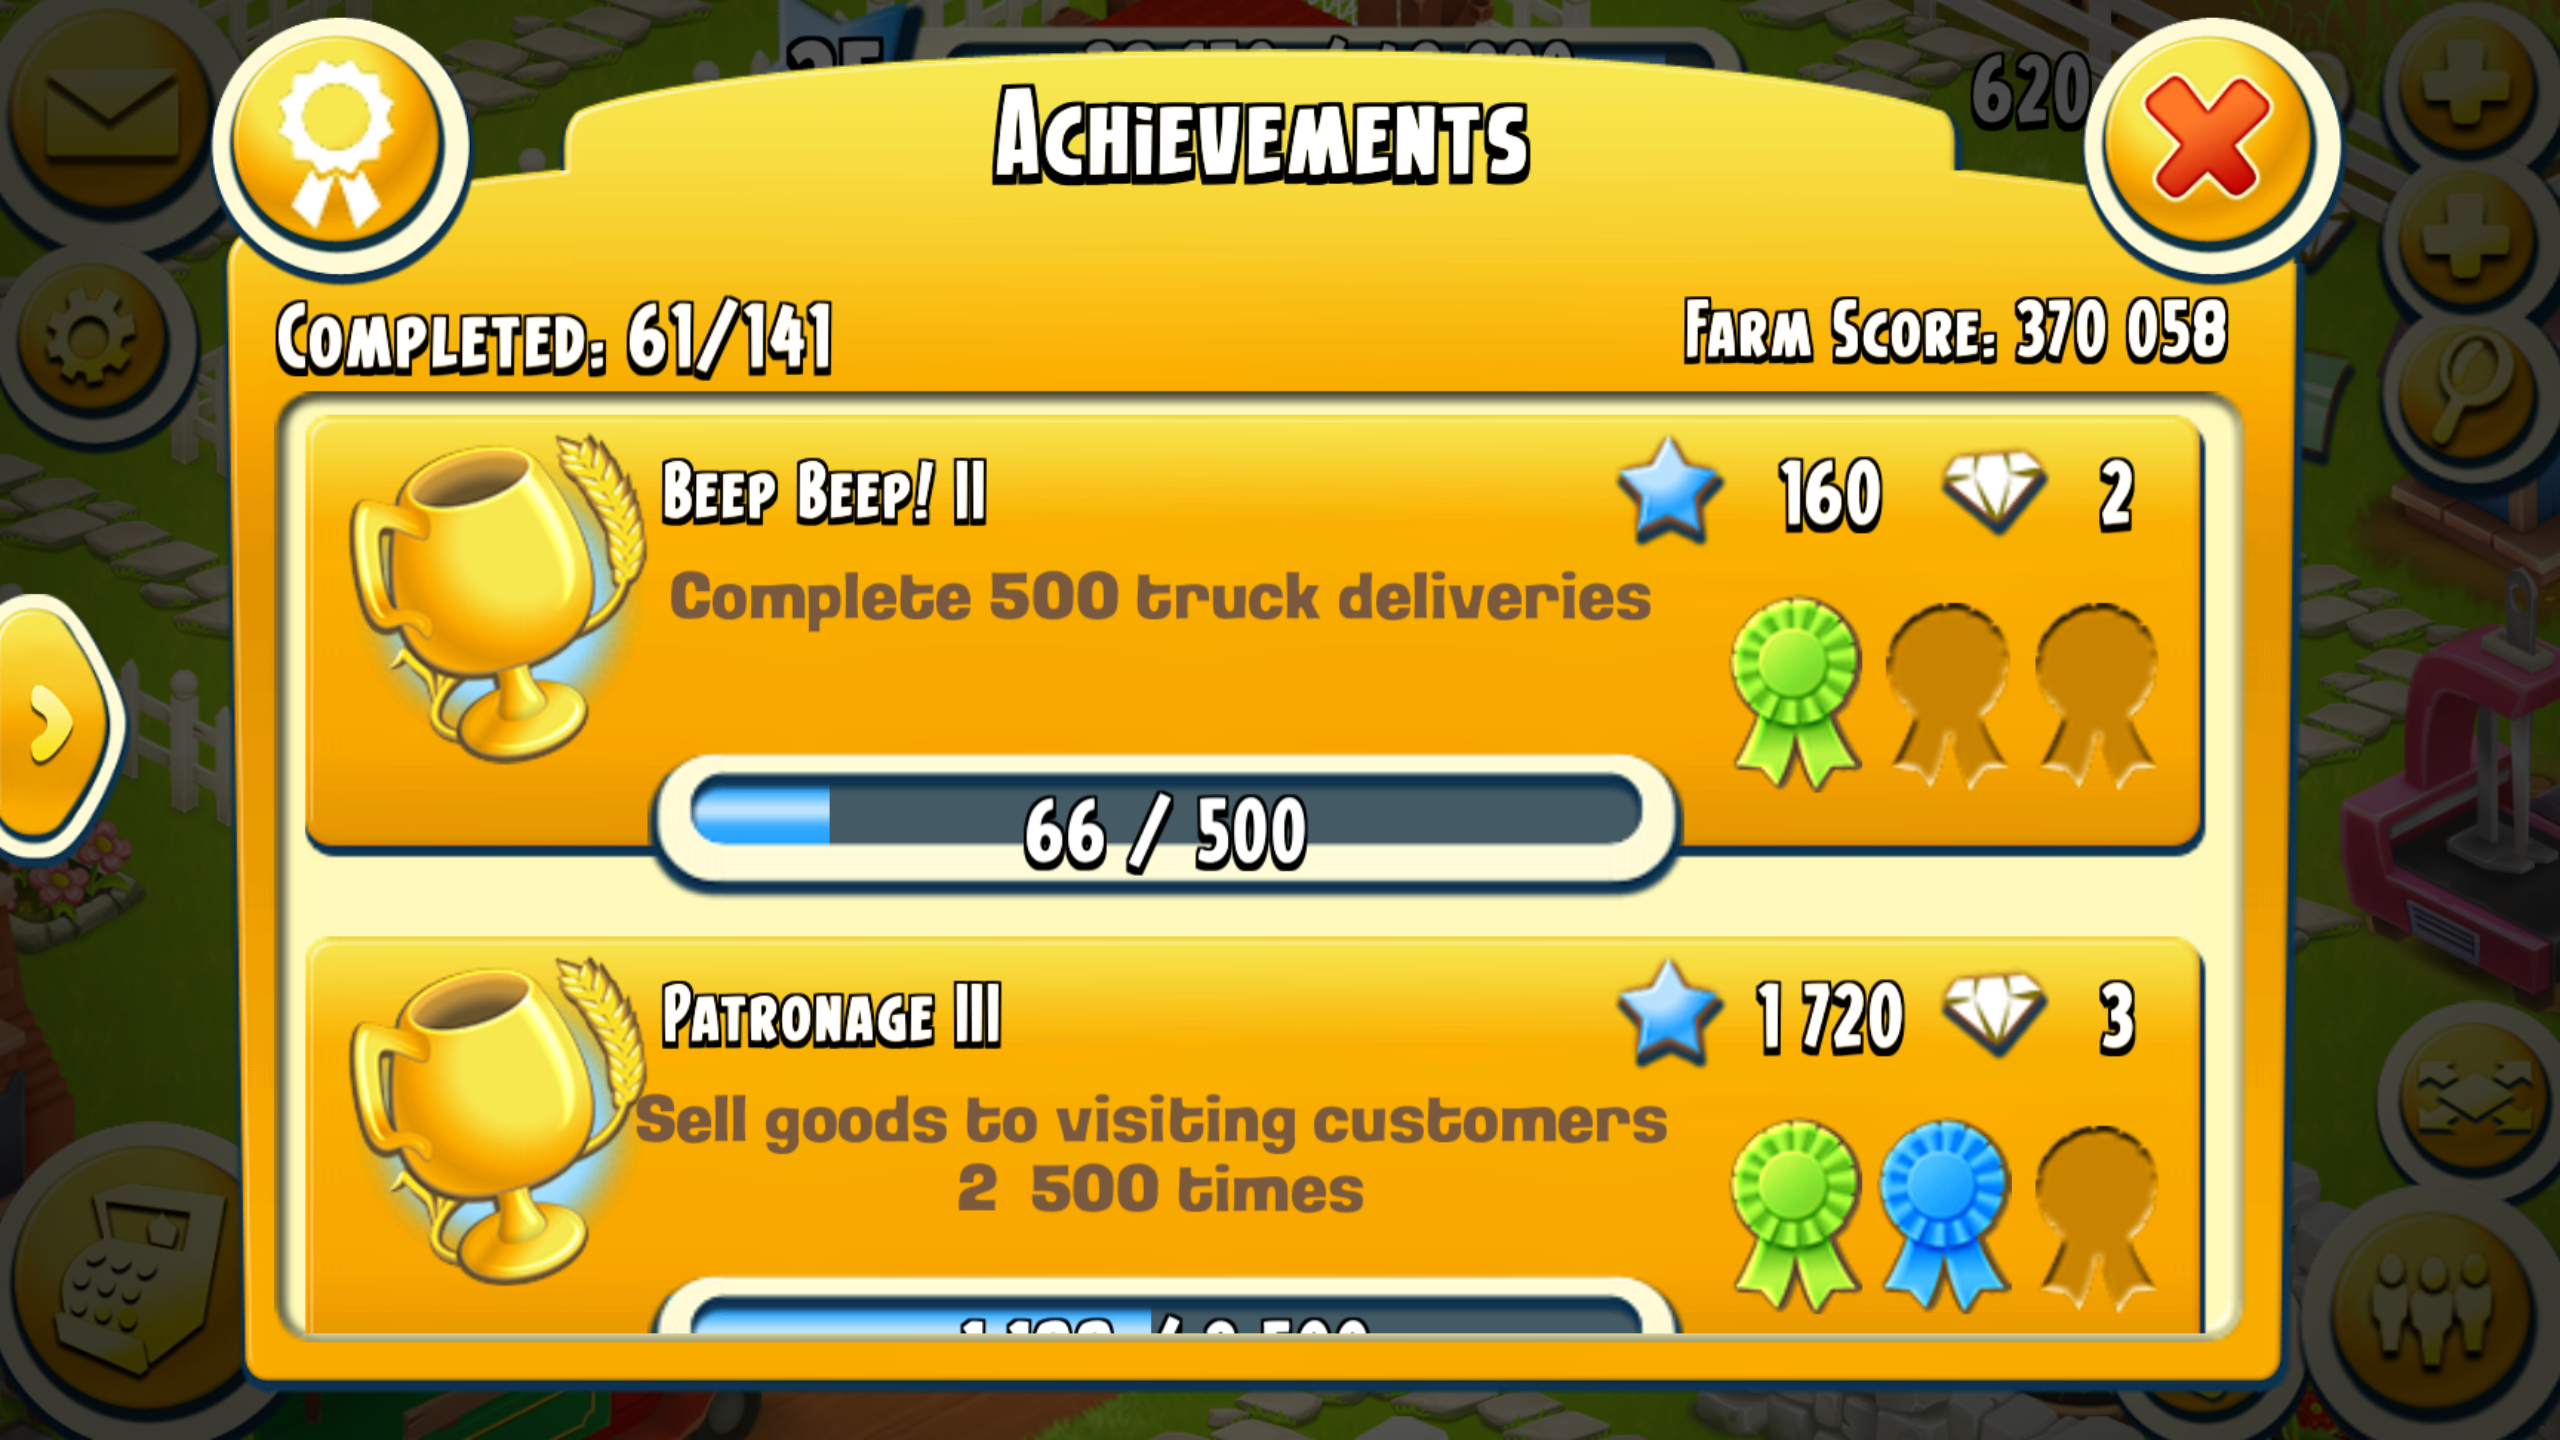 620
Achievements
Completed: 61/141
Farm Score: 370 058
Beep Beep! II
160
2
Complete 500 truck deliveries
66 / 500
Patronage III
1 720
3
Sell goods to visiting customers
2 500 times